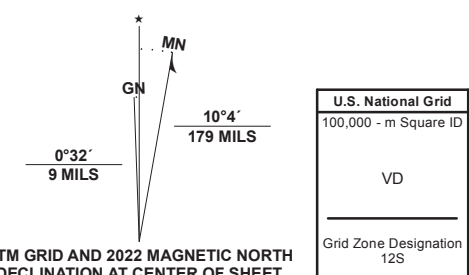 ★
MN
GN
10°4´
179 MILS
0°32´
9 MILS
TM GRID AND 2022 MAGNETIC NORTH
DECLINATION AT CENTER OF SHEET
U.S. National Grid
100,000 - m Square ID
VD
Grid Zone Designation
12S